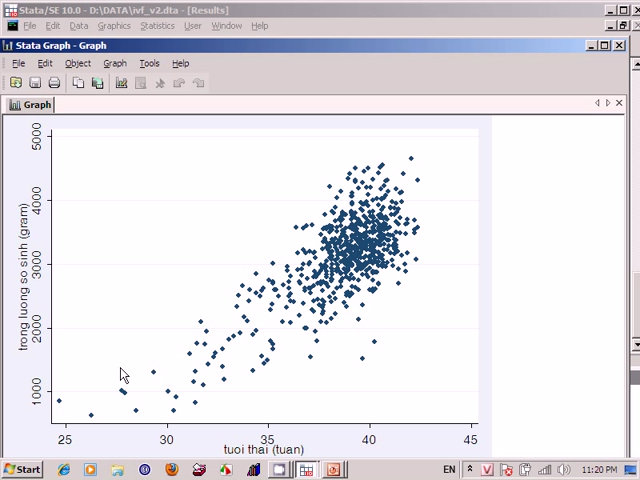 Stata/SE 10.0 - D:\DATA\ivf_v2.dta - [Results]
File Edit Data Graphics Statistics User Window Help
Stata Graph - Graph
File Edit Object Graph Tools Help
Graph
trong luong so sinh (gram)
5000
4000
3000
2000
1000
25 30 35 40 45
tuoi thai (tuan)
Start
EN
11:20 PM